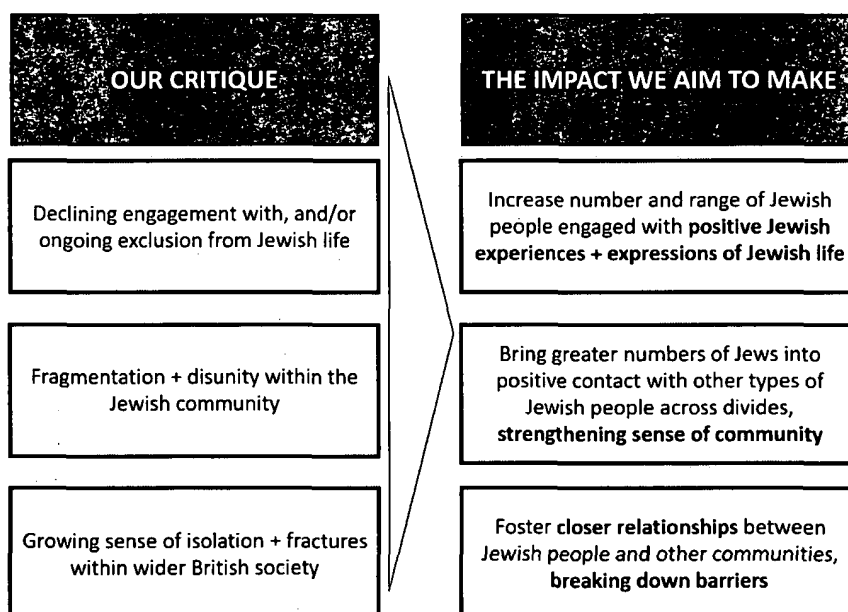 OUR CRITIQUE
Declining engagement with, and/or
ongoing exclusion from Jewish life
Fragmentation + disunity within the
Jewish community
Growing sense of isolation + fractures
within wider British society
THE IMPACT WE AIM TO MAKE
Increase number and range of Jewish
people engaged with positive Jewish
experiences + expressions of Jewish life
Bring greater numbers of Jews into
positive contact with other types of
Jewish people across divides,
strengthening sense of community
Foster closer relationships between
Jewish people and other communities,
breaking down barriers